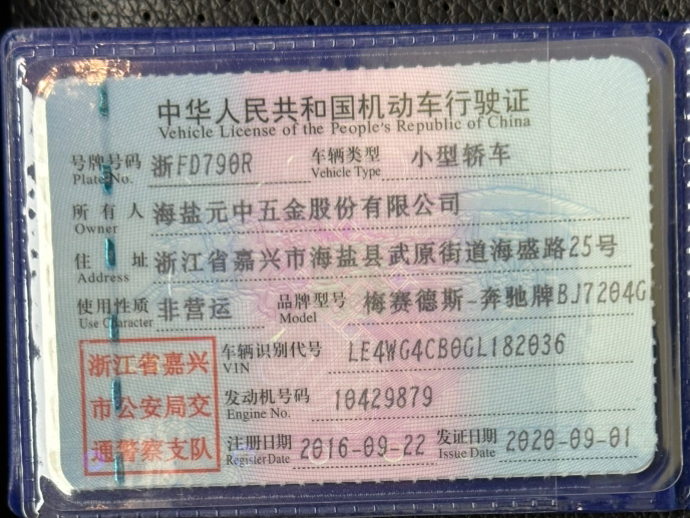 中华人民共和国机动车行驶证
Vehicle License of the People's Republic of China
号牌号码 浙FD790R 车辆类型 小型轿车
Plate No. Vehicle Type
所有人 海盐元中五金股份有限公司
Owner
住址 浙江省嘉兴市海盐县武原街道海盛路25号
Address
使用性质 非营运 品牌型号 梅赛德斯-奔驰牌BJ7204G
Use Character Model
浙江省嘉兴 车辆识别代号 LE4WG4CB0GL182036
VIN
市公安局交 发动机号码 10429879
Engine No.
通警察支队 注册日期 2016-09-22 发证日期 2020-09-01
Register Date Issue Date